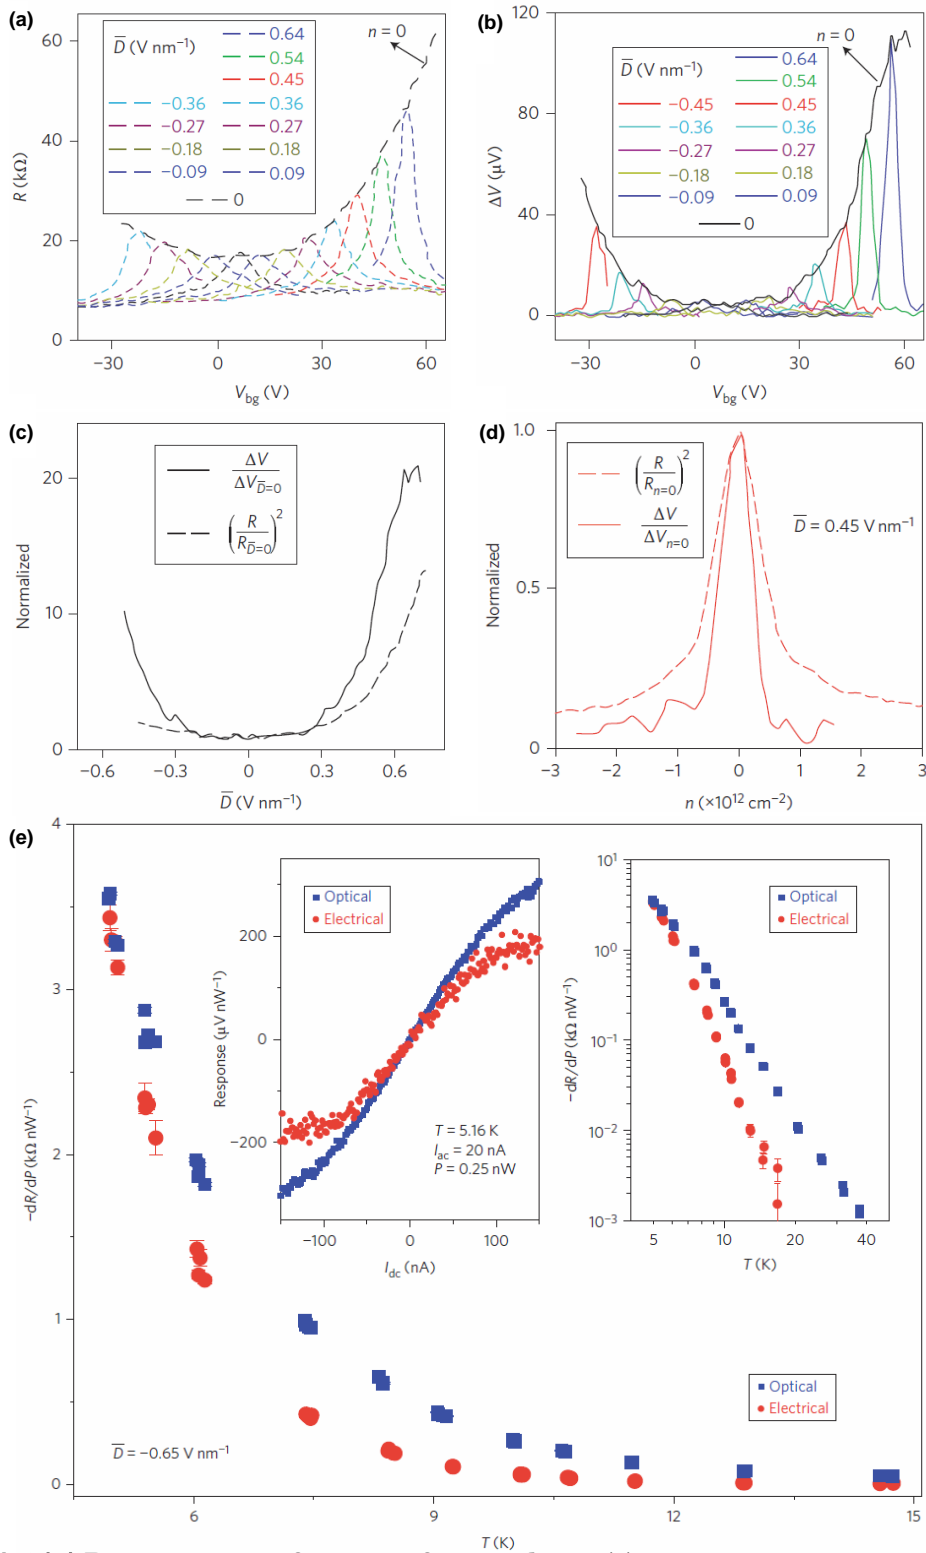 (a)
D̅ (V nm⁻¹)
0.64
0.54
0.45
−0.36 0.36
−0.27 0.27
−0.18 0.18
−0.09 0.09
0
n = 0
60
40
20
0
R (kΩ)
−30 0 30 60
V_bg (V)
(b)
D̅ (V nm⁻¹)
0.64
0.54
−0.45 0.45
−0.36 0.36
−0.27 0.27
−0.18 0.18
−0.09 0.09
0
n = 0
120
80
40
0
ΔV (μV)
−30 0 30 60
V_bg (V)
(c)
ΔV / ΔV_D̅=0
(R / R_D̅=0)²
20
10
0
Normalized
−0.6 −0.3 0 0.3 0.6
D̅ (V nm⁻¹)
(d)
(R / R_n=0)²
ΔV / ΔV_n=0
D̅ = 0.45 V nm⁻¹
1.0
0.5
0
Normalized
−3 −2 −1 0 1 2 3
n (×10¹² cm⁻²)
(e)
4
3
2
1
0
−dR/dP (kΩ nW⁻¹)
Optical
Electrical
200
0
−200
Response (μV nW⁻¹)
T = 5.16 K
I_ac = 20 nA
P = 0.25 nW
−100 0 100
I_dc (nA)
Optical
Electrical
10¹
10⁰
10⁻¹
10⁻²
10⁻³
−dR/dP (kΩ nW⁻¹)
5 10 20 40
T (K)
Optical
Electrical
D̅ = −0.65 V nm⁻¹
6 9 12 15
T (K)